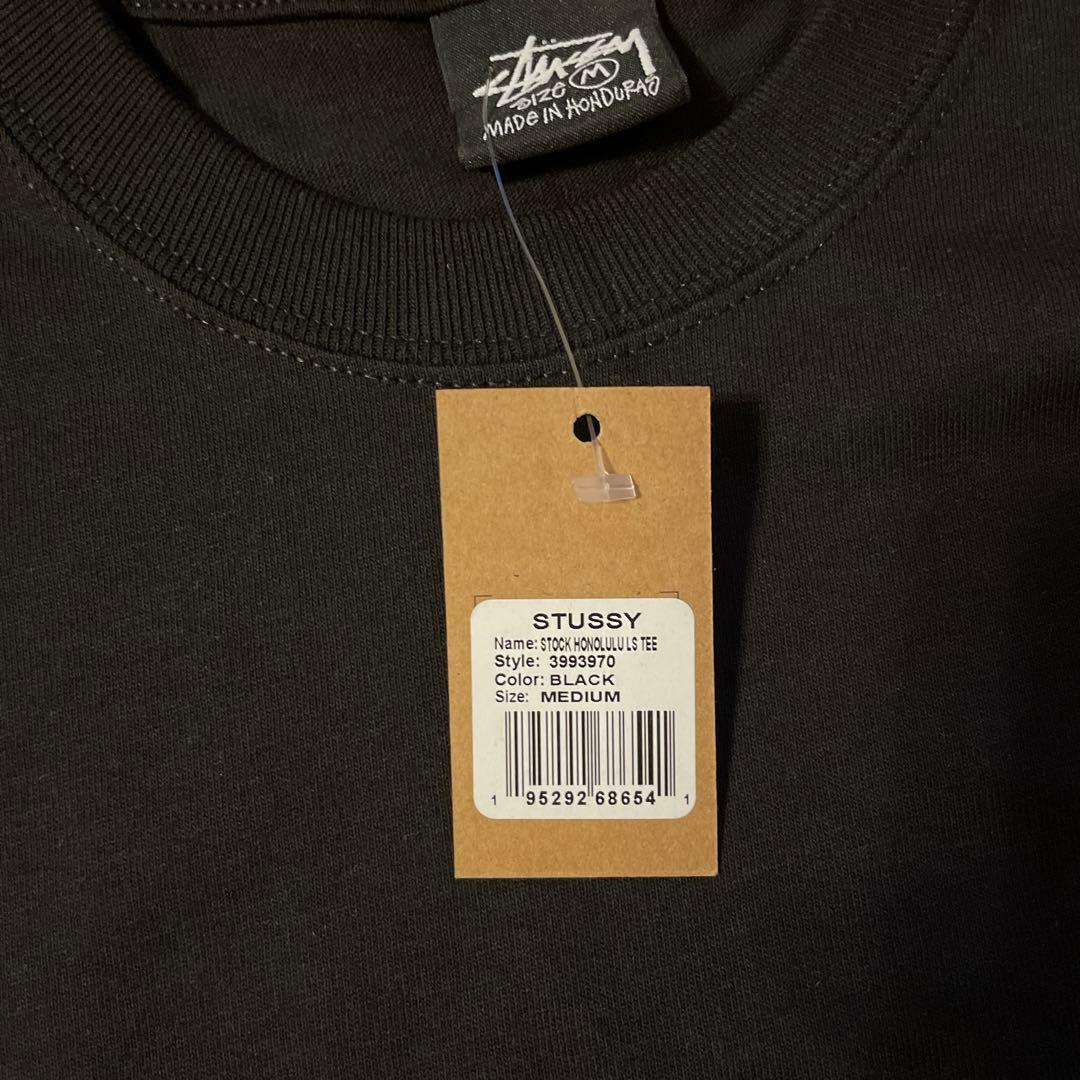 Stüssy
SIZE M
MADE IN HONDURAS
STUSSY
Name: STOCK HONOLULU LS TEE
Style: 3993970
Color: BLACK
Size: MEDIUM
1 95292 68654 1